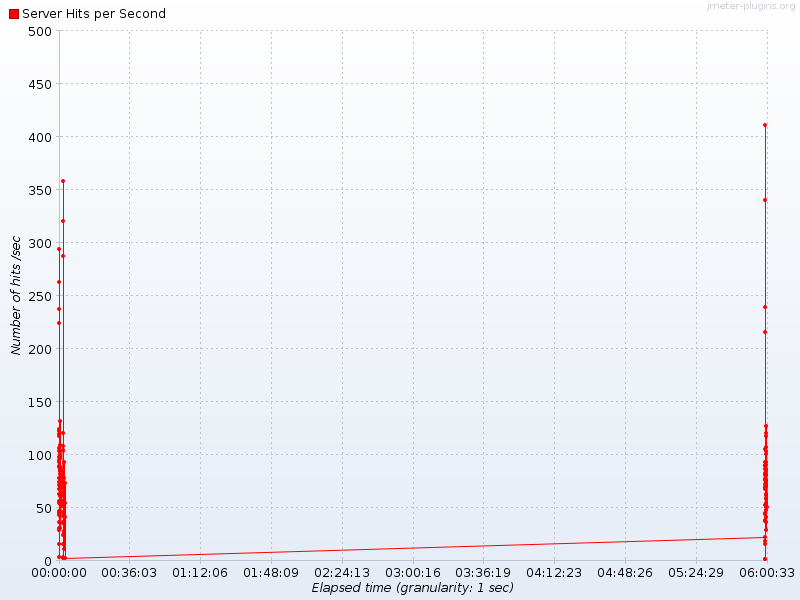 jmeter-plugins.org
Server Hits per Second
500
450
400
350
300
250
200
150
100
50
0
Number of hits /sec
00:00:00 00:36:03 01:12:06 01:48:09 02:24:13 03:00:16 03:36:19 04:12:23 04:48:26 05:24:29 06:00:33
Elapsed time (granularity: 1 sec)